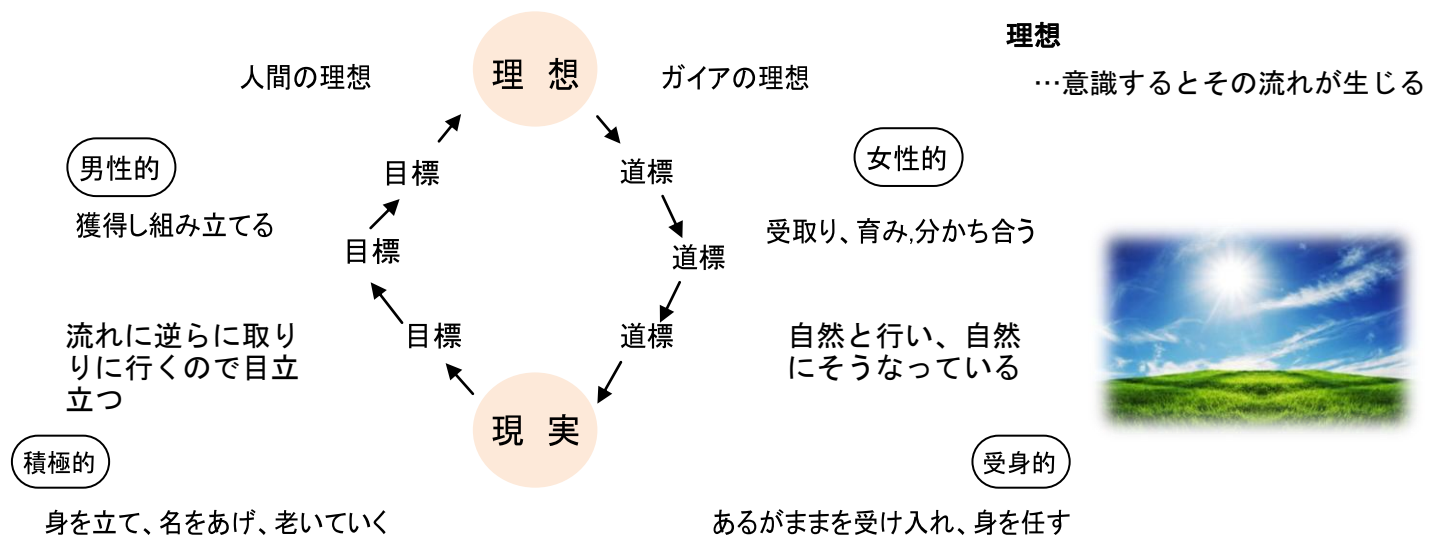 理想
人間の理想
理 想
ガイアの理想
…意識するとその流れが生じる
男性的
目標
道標
女性的
獲得し組み立てる
目標
道標
受取り、育み,分かち合う
流れに逆らに取り
りに行くので目立
立つ
目標
道標
自然と行い、自然
にそうなっている
現 実
積極的
受身的
身を立て、名をあげ、老いていく
あるがままを受け入れ、身を任す